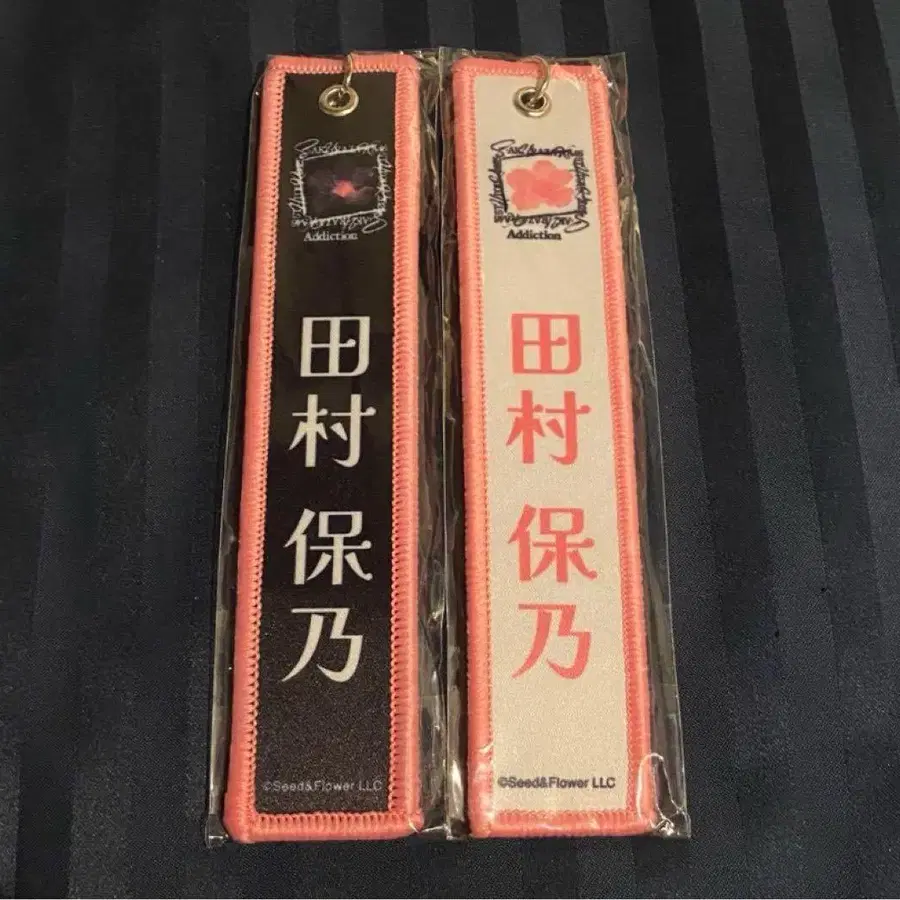 Addiction
田村 保乃
©Seed&Flower LLC
Addiction
田村 保乃
©Seed&Flower LLC